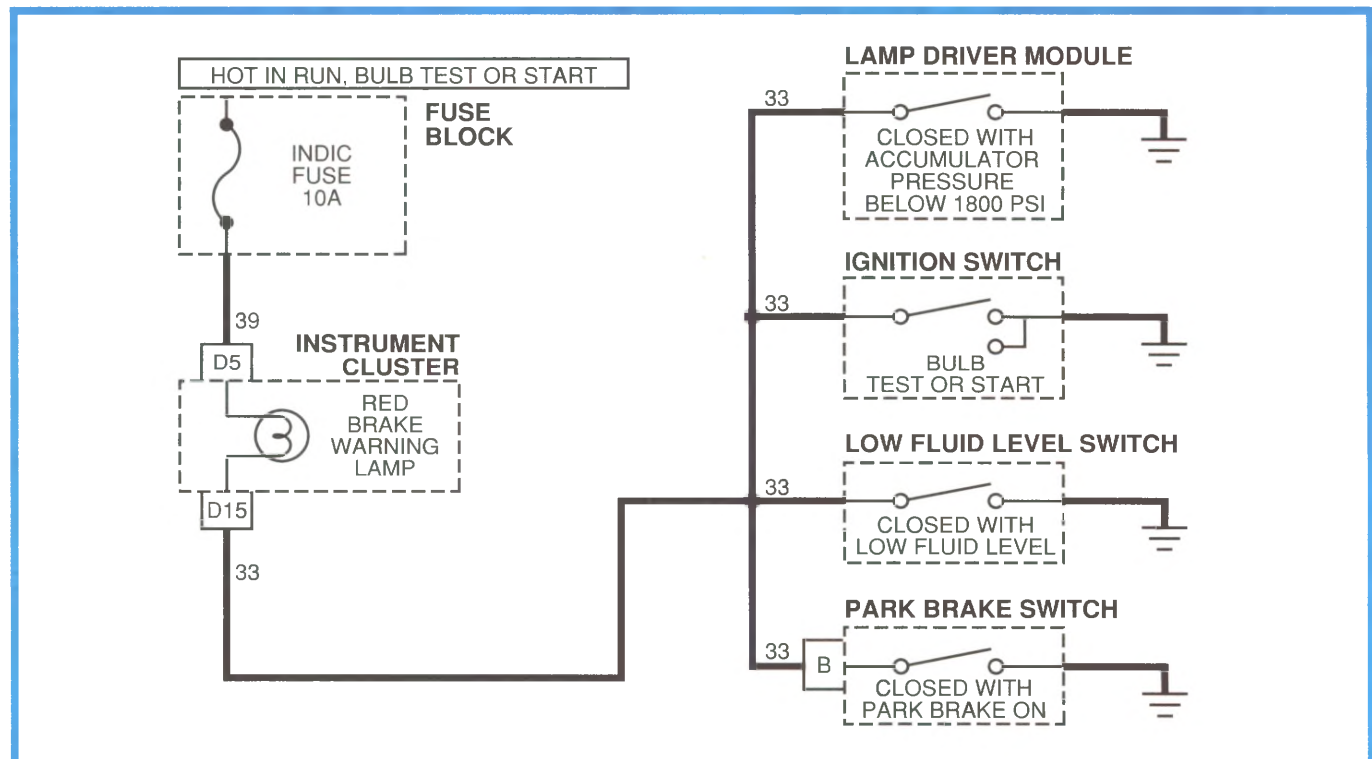 HOT IN RUN, BULB TEST OR START
FUSE
BLOCK
INDIC
FUSE
10A
39
D5
INSTRUMENT
CLUSTER
RED
BRAKE
WARNING
LAMP
D15
33
LAMP DRIVER MODULE
33
CLOSED WITH
ACCUMULATOR
PRESSURE
BELOW 1800 PSI
IGNITION SWITCH
33
BULB
TEST OR START
LOW FLUID LEVEL SWITCH
33
CLOSED WITH
LOW FLUID LEVEL
PARK BRAKE SWITCH
33
B
CLOSED WITH
PARK BRAKE ON